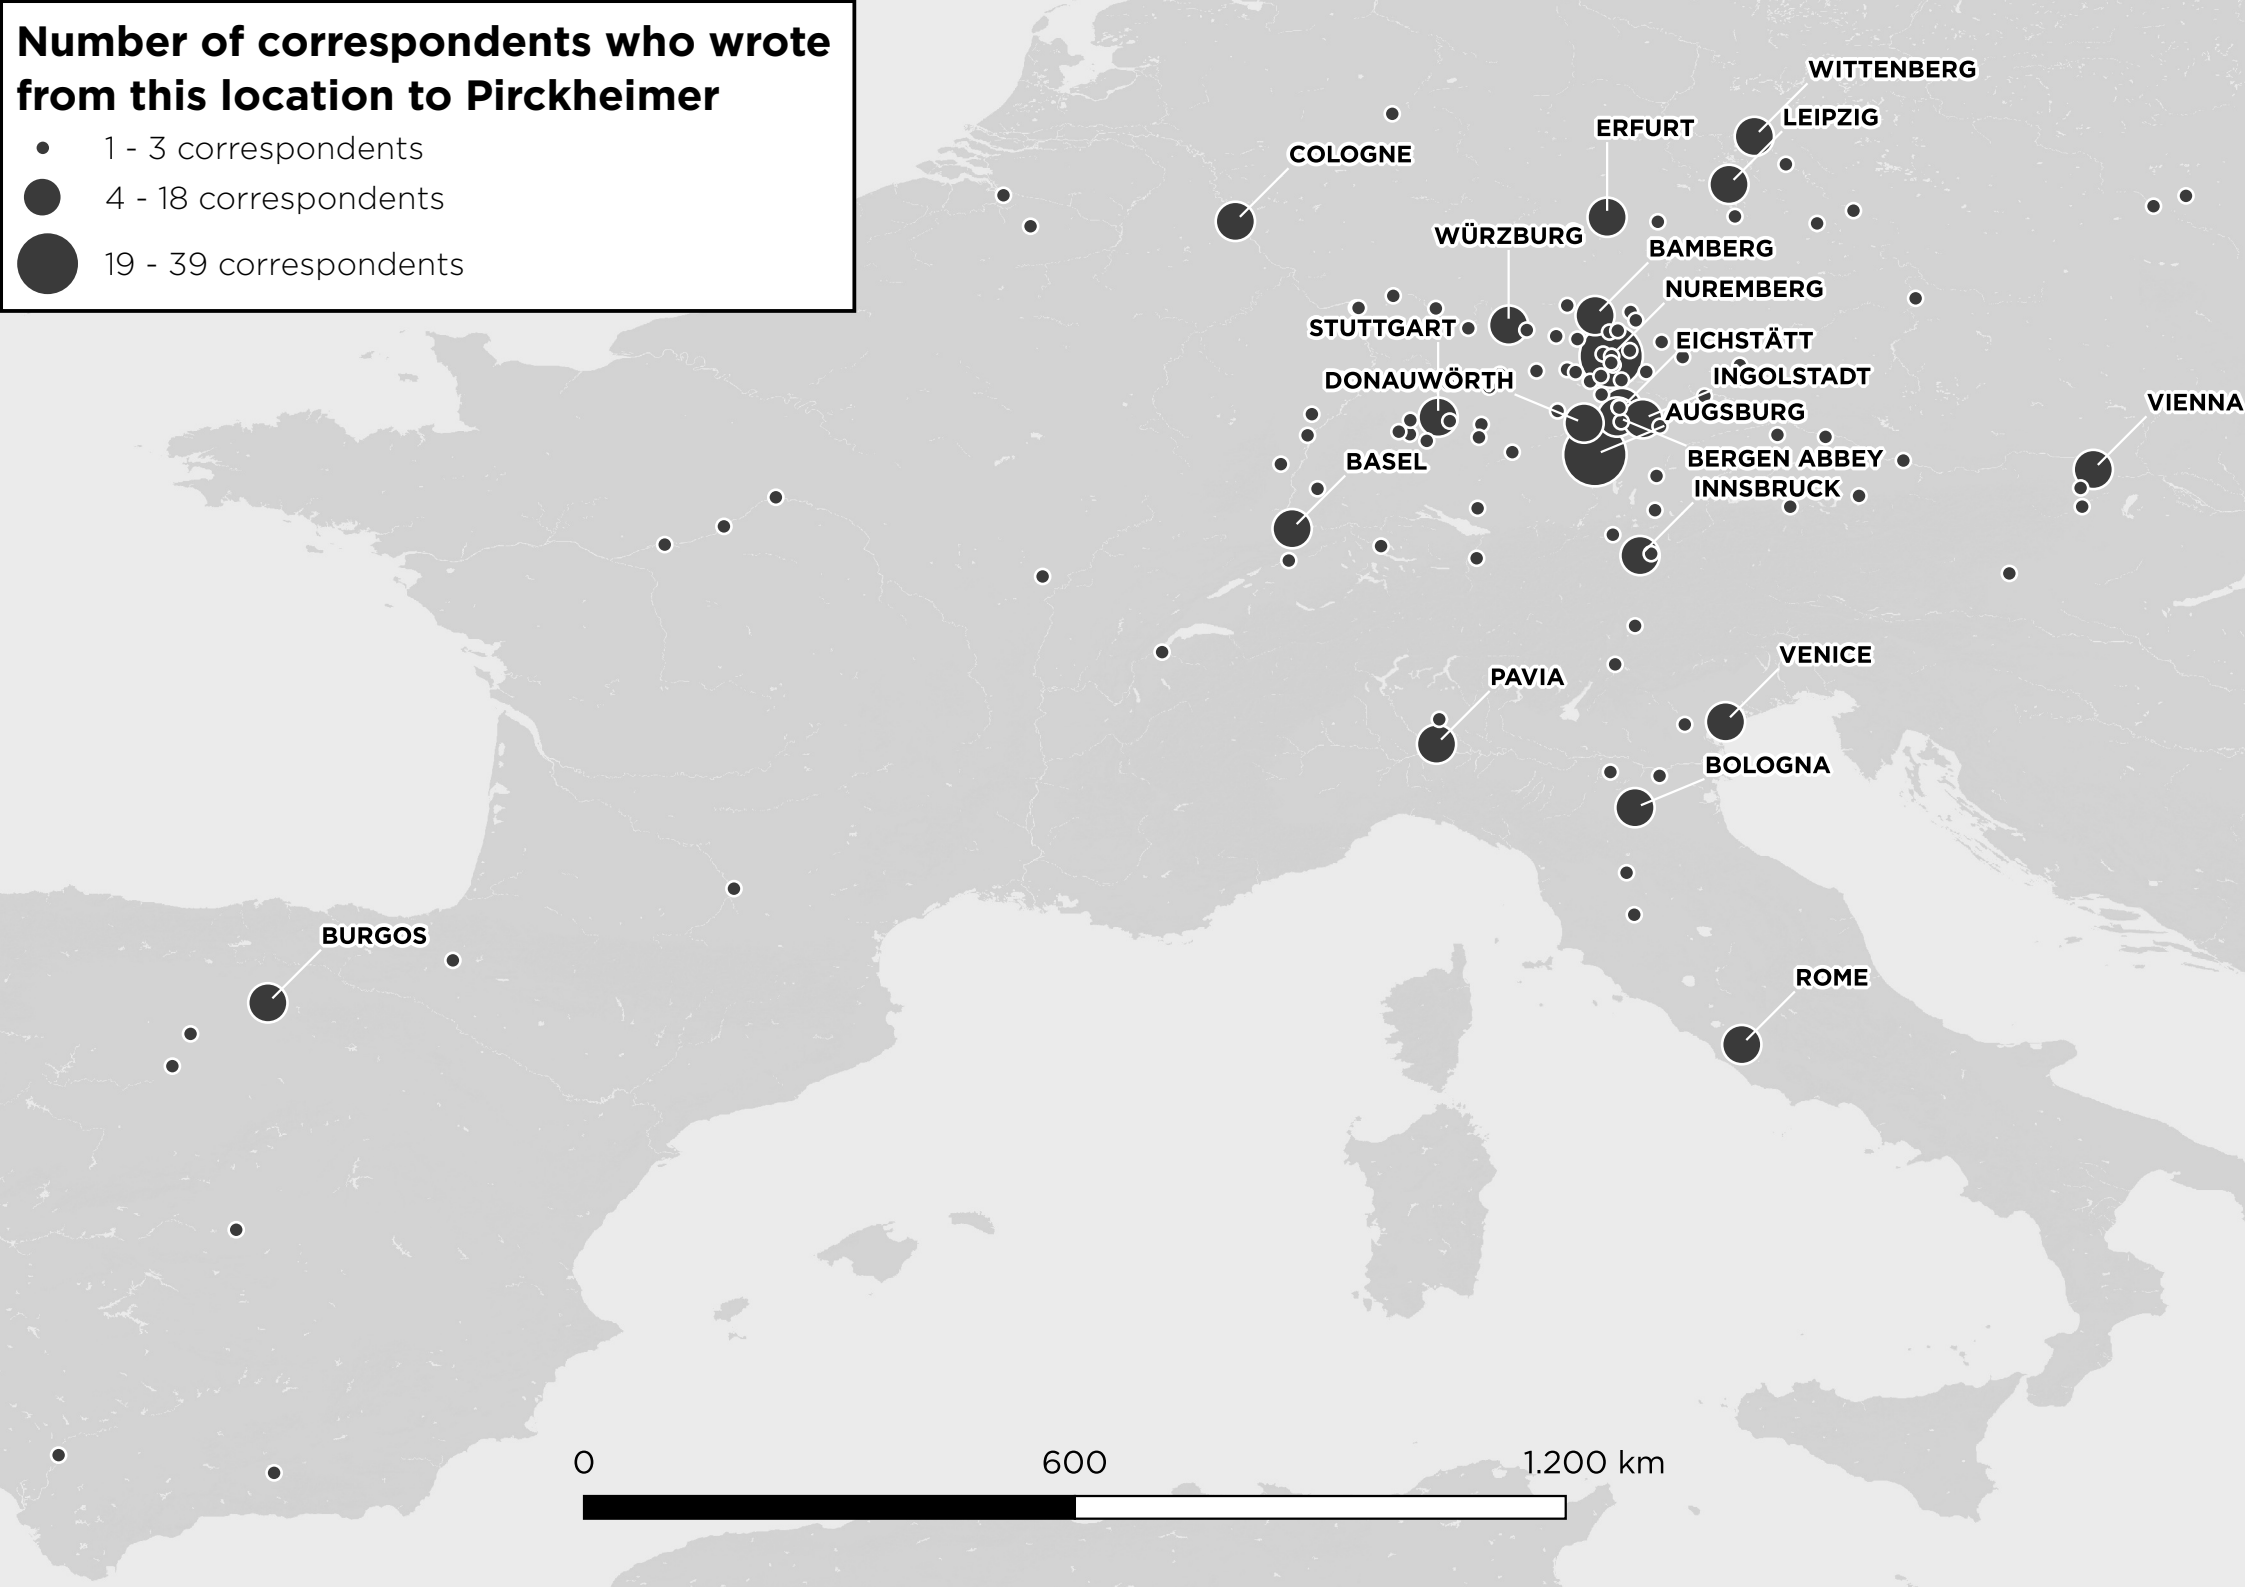 Number of correspondents who wrote
from this location to Pirckheimer
1 - 3 correspondents
4 - 18 correspondents
19 - 39 correspondents
WITTENBERG
LEIPZIG
ERFURT
COLOGNE
WÜRZBURG
BAMBERG
NUREMBERG
STUTTGART
EICHSTÄTT
INGOLSTADT
DONAUWÖRTH
VIENNA
AUGSBURG
BASEL
BERGEN ABBEY
INNSBRUCK
VENICE
PAVIA
BOLOGNA
BURGOS
ROME
0 600 1.200 km